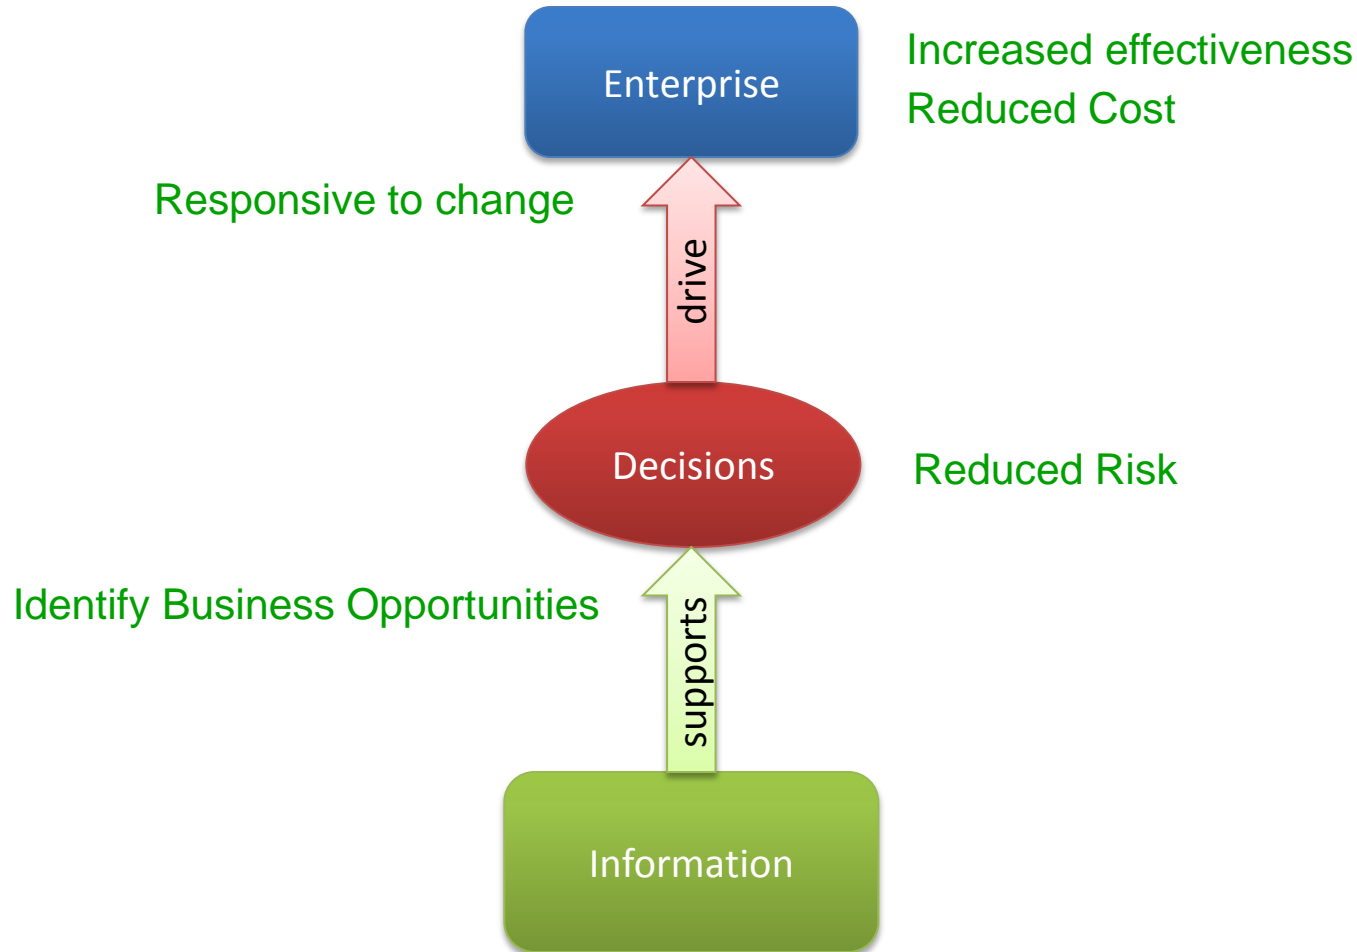 Enterprise
Increased effectiveness
Reduced Cost
Responsive to change
drive
Decisions
Reduced Risk
Identify Business Opportunities
supports
Information